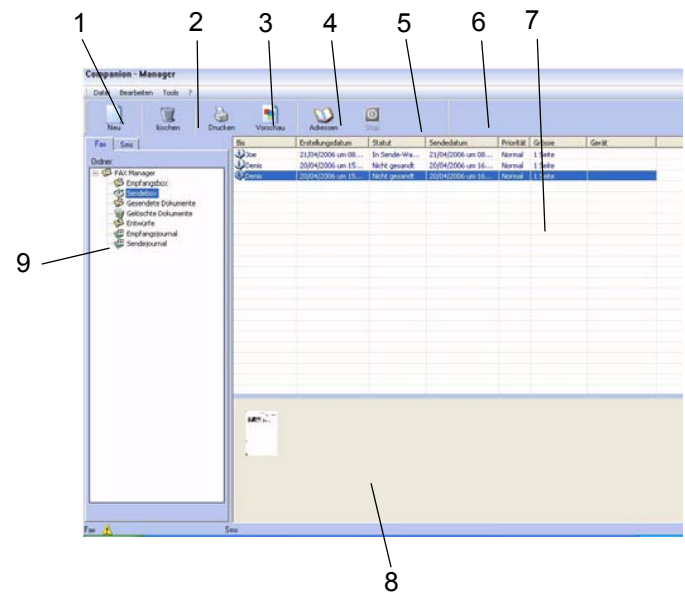 1 2 3 4 5 6 7
Companion - Manager
Datei Bearbeiten Tools ?
Neu löschen Drucken Vorschau Adressen Stop
Fax Sms
Bis Erstellungsdatum Statut Sendedatum Priorität Grösse Gerät
Joe 21/04/2006 um 08... In Sende-Wa... 21/04/2006 um 08... Normal 1 Seite
Denis 20/04/2006 um 15... Nicht gesandt 20/04/2006 um 16... Normal 1 Seite
Denis 20/04/2006 um 15... Nicht gesandt 20/04/2006 um 16... Normal 1 Seite
Ordner
FAX Manager
Empfangsbox
Sendebox
Gesendete Dokumente
Gelöschte Dokumente
Entwürfe
Empfangsjournal
Sendejournal
9
Fax Sms
8